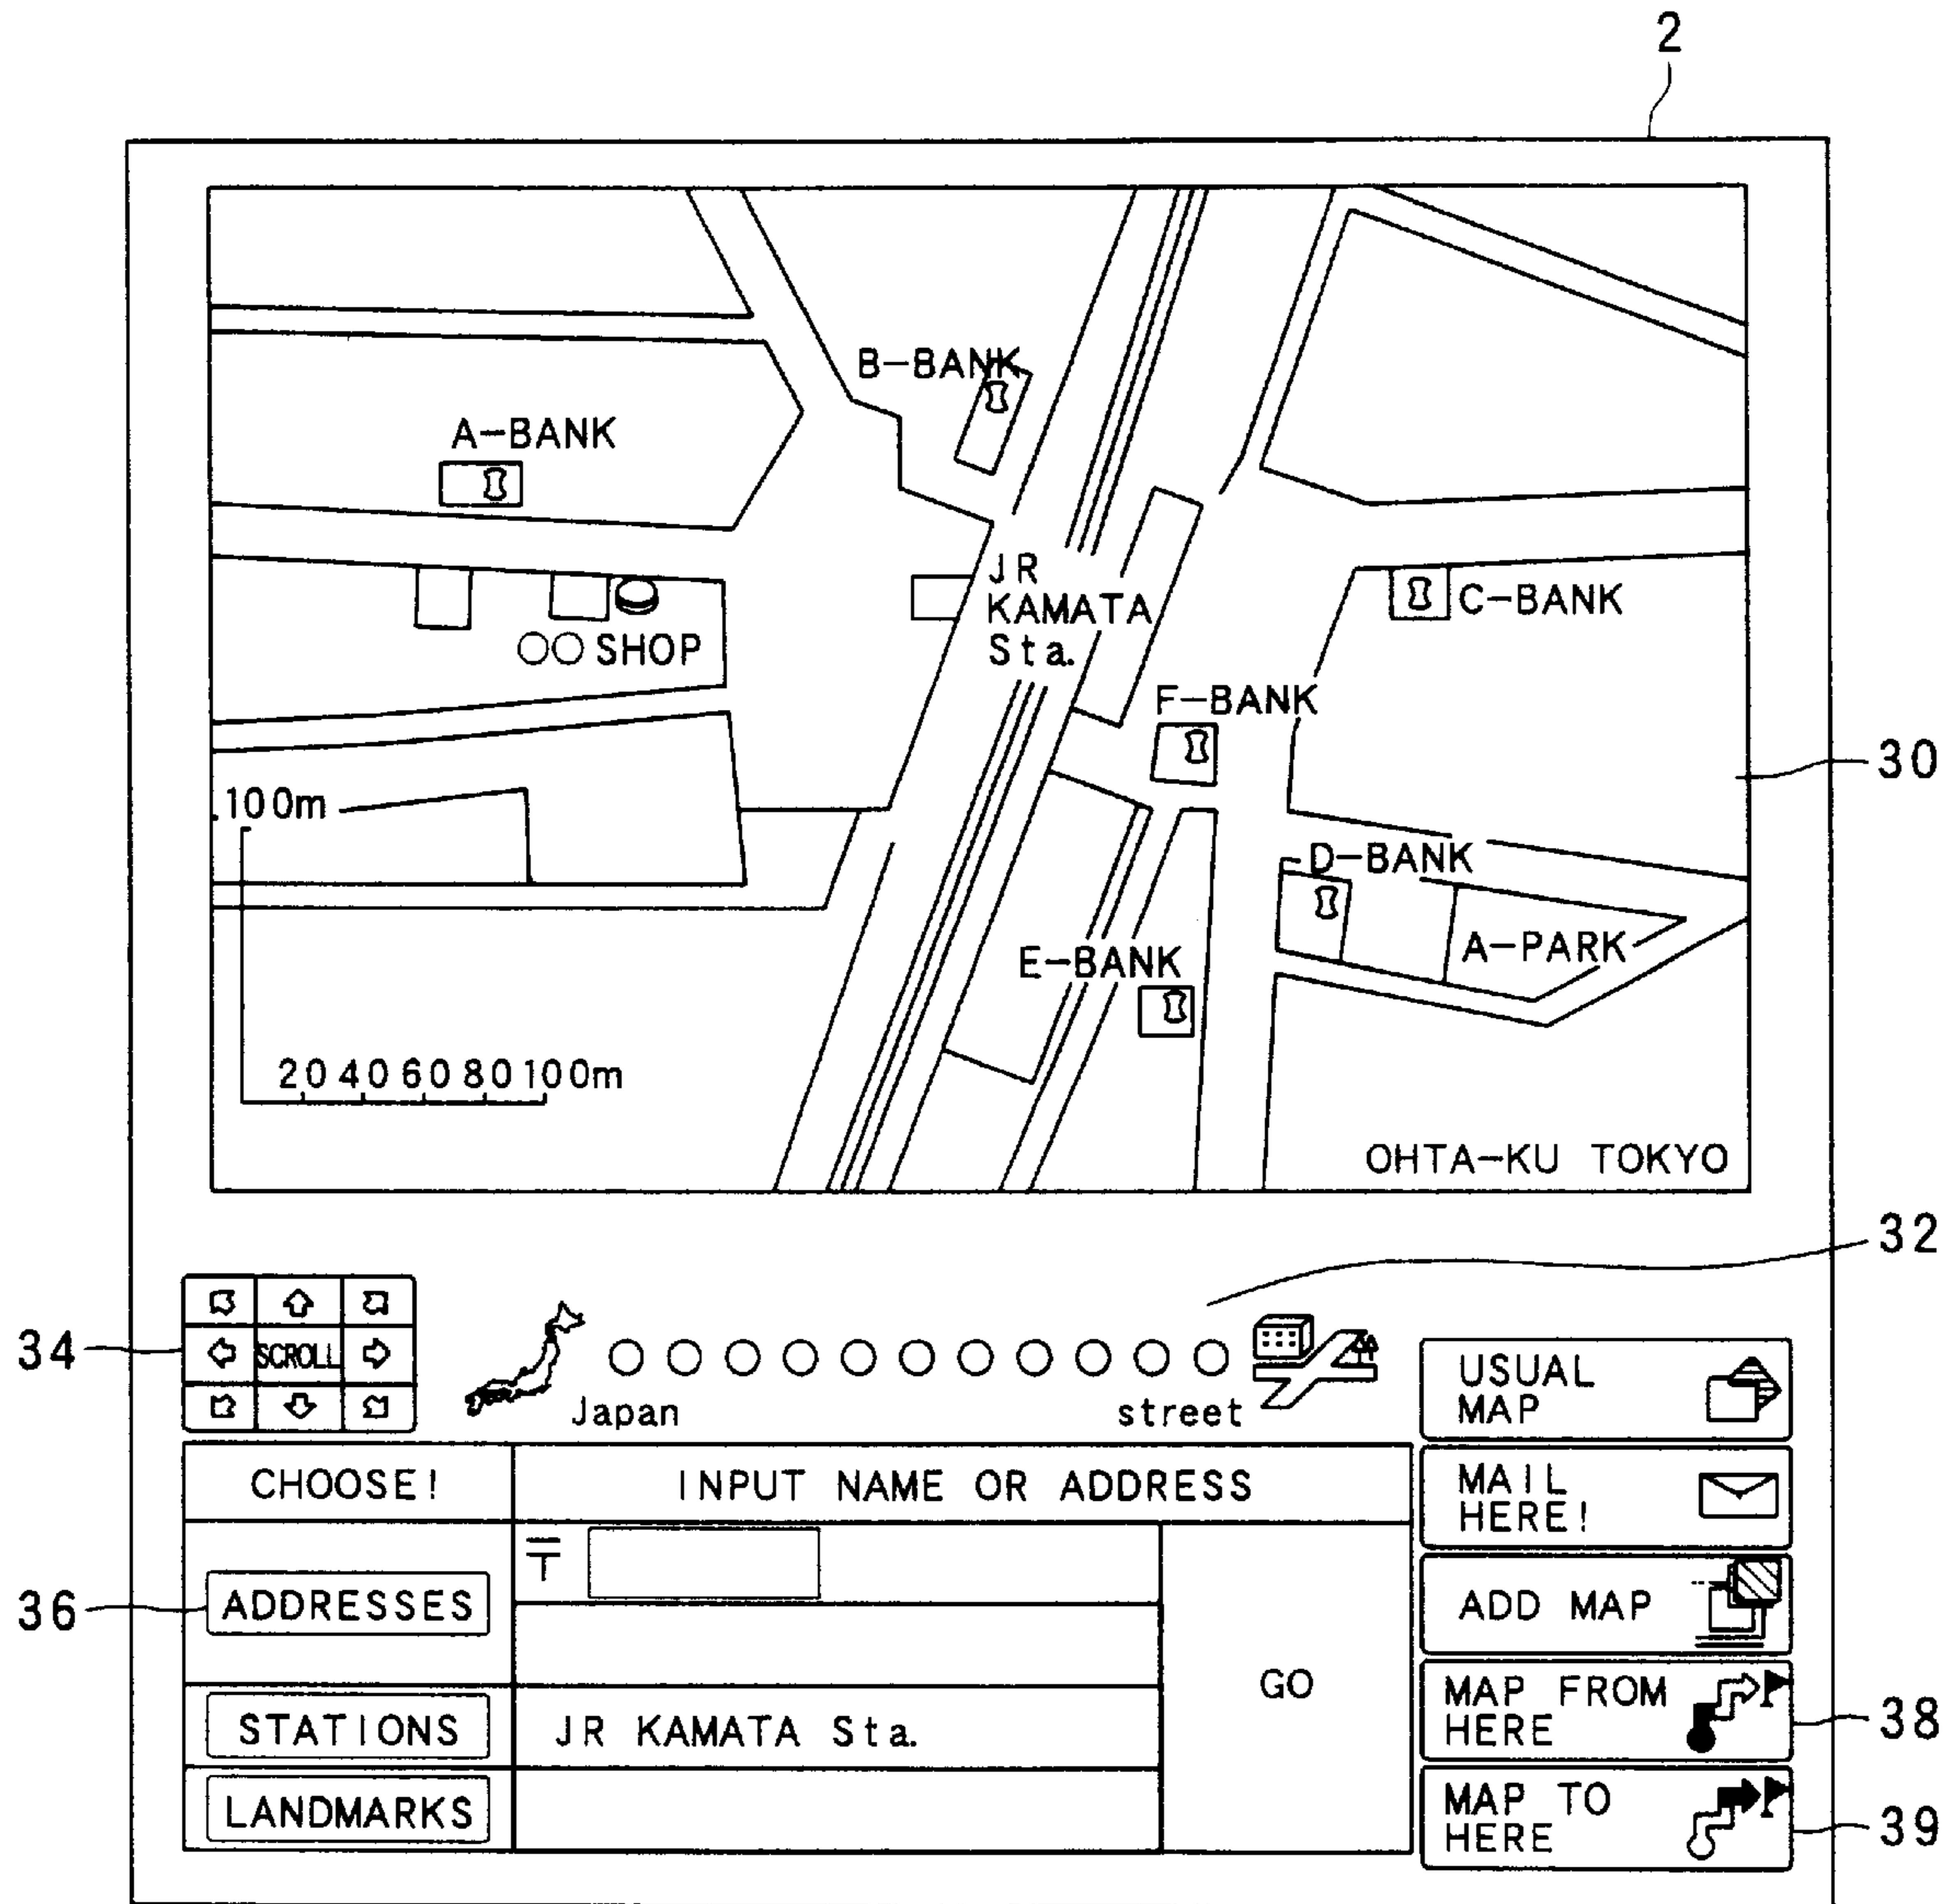 2
B-BANK
A-BANK
JR
KAMATA
Sta.
C-BANK
○○ SHOP
F-BANK
30
100m
D-BANK
A-PARK
E-BANK
20 40 60 80 100m
OHTA-KU TOKYO
32
34
SCROLL
Japan
street
USUAL
MAP
CHOOSE!
INPUT NAME OR ADDRESS
MAIL
HERE!
〒
36
ADDRESSES
ADD MAP
GO
MAP FROM
HERE
38
STATIONS
JR KAMATA Sta.
LANDMARKS
MAP TO
HERE
39